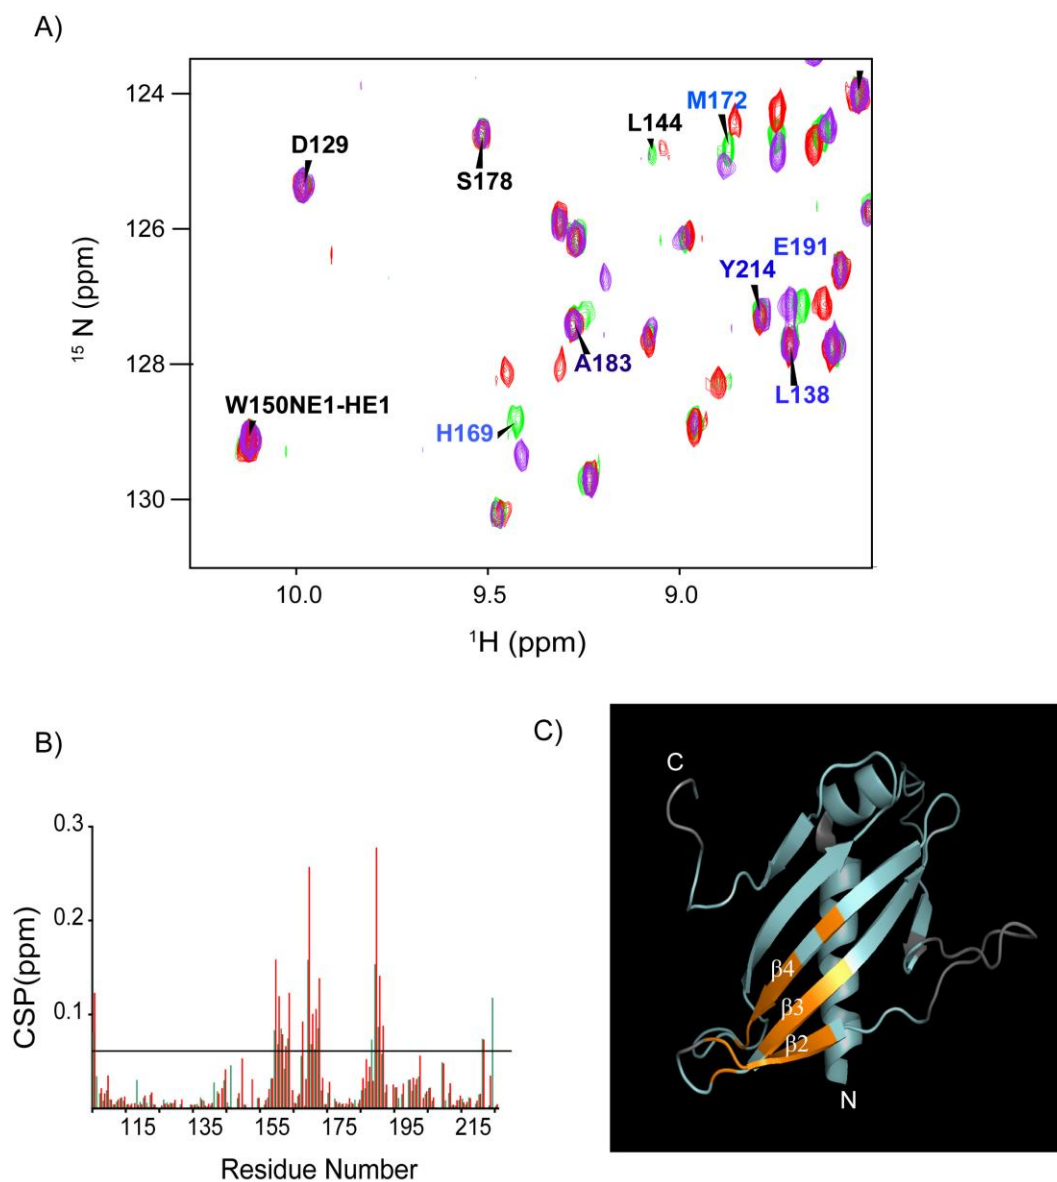 A)
124
126
128
130
15 N (ppm)
D129
S178
L144
M172
E191
Y214
A183
L138
W150NE1-HE1
H169
10.0 9.5 9.0
1H (ppm)
B)
0.3
0.2
0.1
CSP(ppm)
115 135 155 175 195 215
Residue Number
C)
C
β4
β3
β2
N